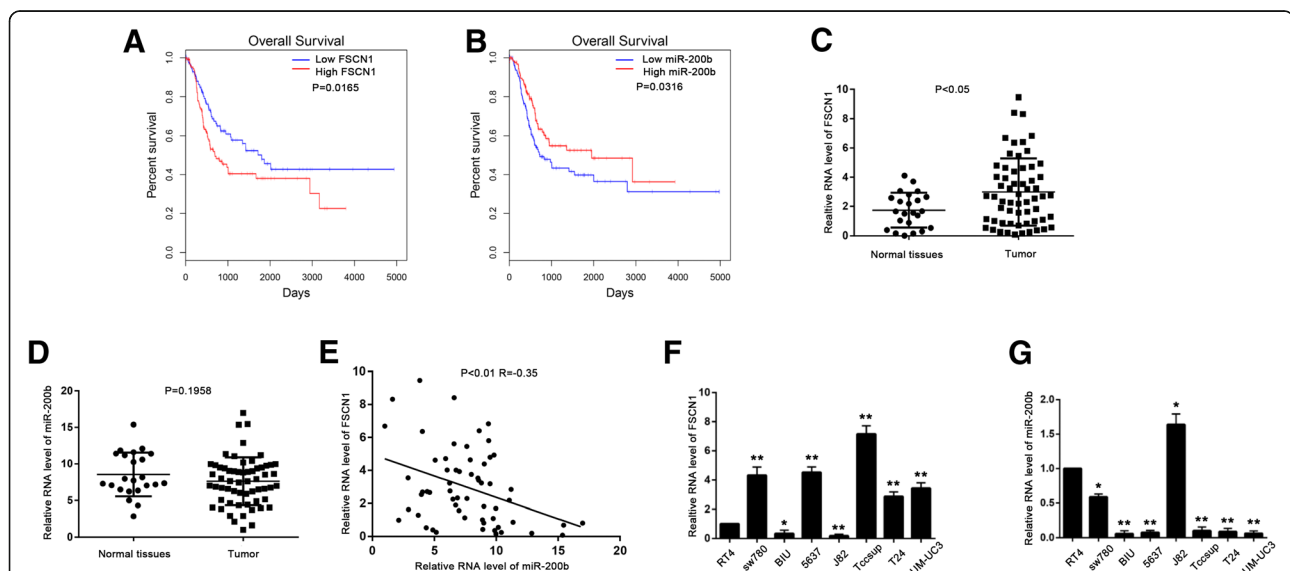 A
Overall Survival
Low FSCN1
High FSCN1
P=0.0165
Percent survival
0.0 0.2 0.4 0.6 0.8 1.0
0 1000 2000 3000 4000 5000
Days
B
Overall Survival
Low miR-200b
High miR-200b
P=0.0316
Percent survival
0.0 0.2 0.4 0.6 0.8 1.0
0 1000 2000 3000 4000 5000
Days
C
P<0.05
Realtive RNA level of FSCN1
10
8
6
4
2
0
Normal tissues Tumor
D
P=0.1958
Relative RNA level of miR-200b
20
15
10
5
0
Normal tissues Tumor
E
P<0.01 R=-0.35
Relative RNA level of FSCN1
10
8
6
4
2
0
0 5 10 15 20
Relative RNA level of miR-200b
F
Realtive RNA level of FSCN1
10
8
6
4
2
0
** * ** ** ** ** **
RT4 sw780 BIU 5637 J82 Tccsup T24 UM-UC3
G
Relative RNA level of miR-200b
2.0
1.5
1.0
0.5
0.0
* ** ** * ** ** **
RT4 sw780 BIU 5637 J82 Tccsup T24 UM-UC3